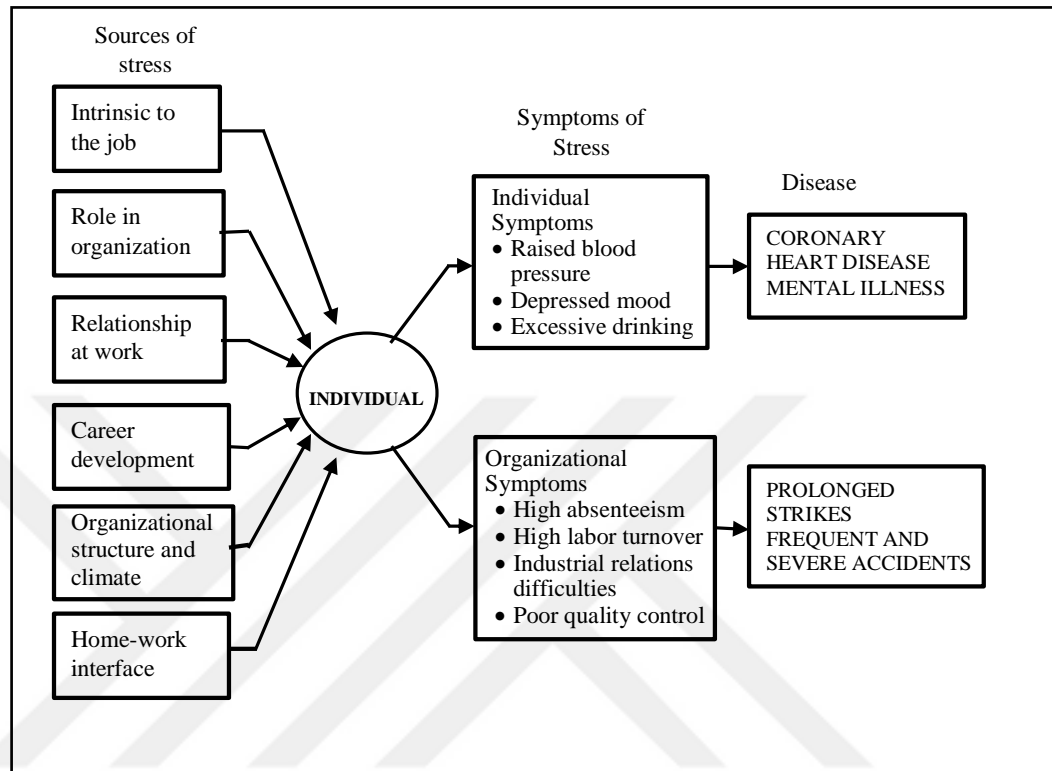 Sources of
stress
Intrinsic to
the job
Role in
organization
Relationship
at work
Career
development
Organizational
structure and
climate
Home-work
interface
INDIVIDUAL
Symptoms of
Stress
Individual
Symptoms
• Raised blood
pressure
• Depressed mood
• Excessive drinking
Organizational
Symptoms
• High absenteeism
• High labor turnover
• Industrial relations
difficulties
• Poor quality control
Disease
CORONARY
HEART DISEASE
MENTAL ILLNESS
PROLONGED
STRIKES
FREQUENT AND
SEVERE ACCIDENTS